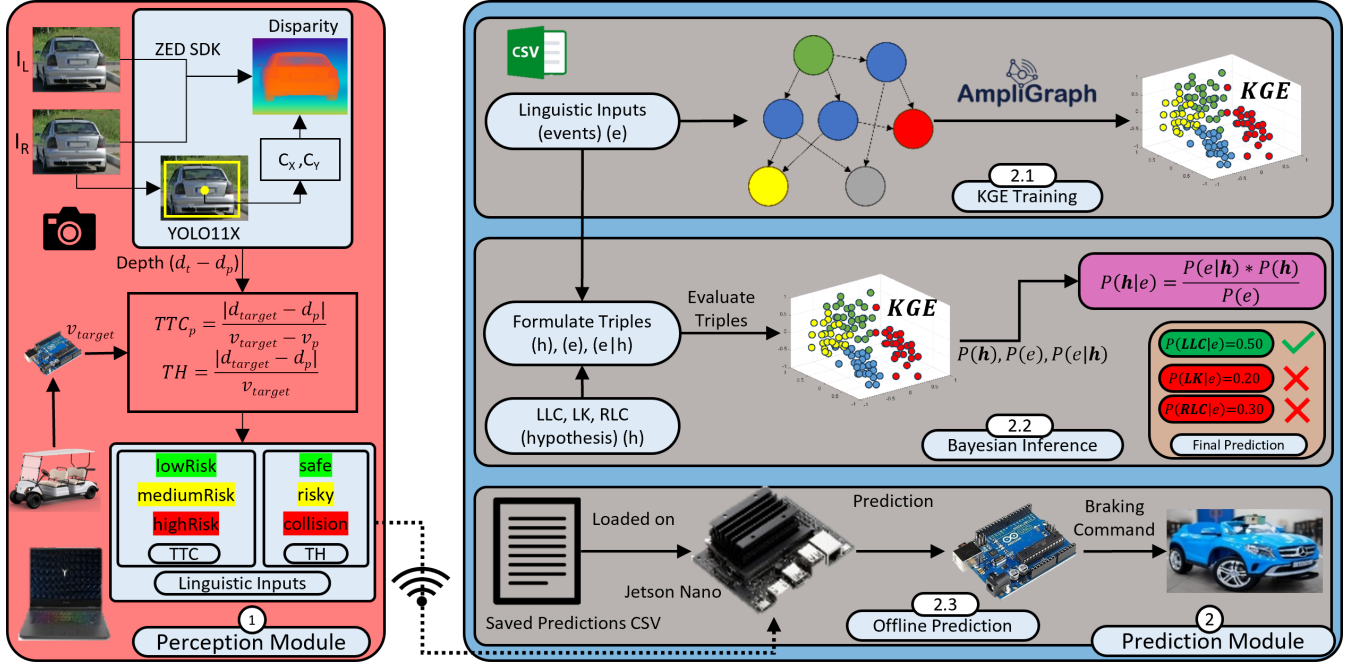 I_L
I_R
ZED SDK
Disparity
C_X ,C_Y
YOLO11X
Depth (d_t − d_p)
v_target
TTC_p = |d_target − d_p| / v_target − v_p
TH = |d_target − d_p| / v_target
lowRisk
mediumRisk
highRisk
TTC
safe
risky
collision
TH
Linguistic Inputs
1
Perception Module
CSV
Linguistic Inputs
(events) (e)
AmpliGraph
KGE
2.1
KGE Training
Formulate Triples
(h), (e), (e|h)
Evaluate
Triples
KGE
LLC, LK, RLC
(hypothesis) (h)
P(h), P(e), P(e|h)
P(h|e) = P(e|h) * P(h) / P(e)
P(LLC|e)=0.50
P(LK|e)=0.20
P(RLC|e)=0.30
Final Prediction
2.2
Bayesian Inference
Saved Predictions CSV
Loaded on
Jetson Nano
Prediction
Braking
Command
2.3
Offline Prediction
2
Prediction Module